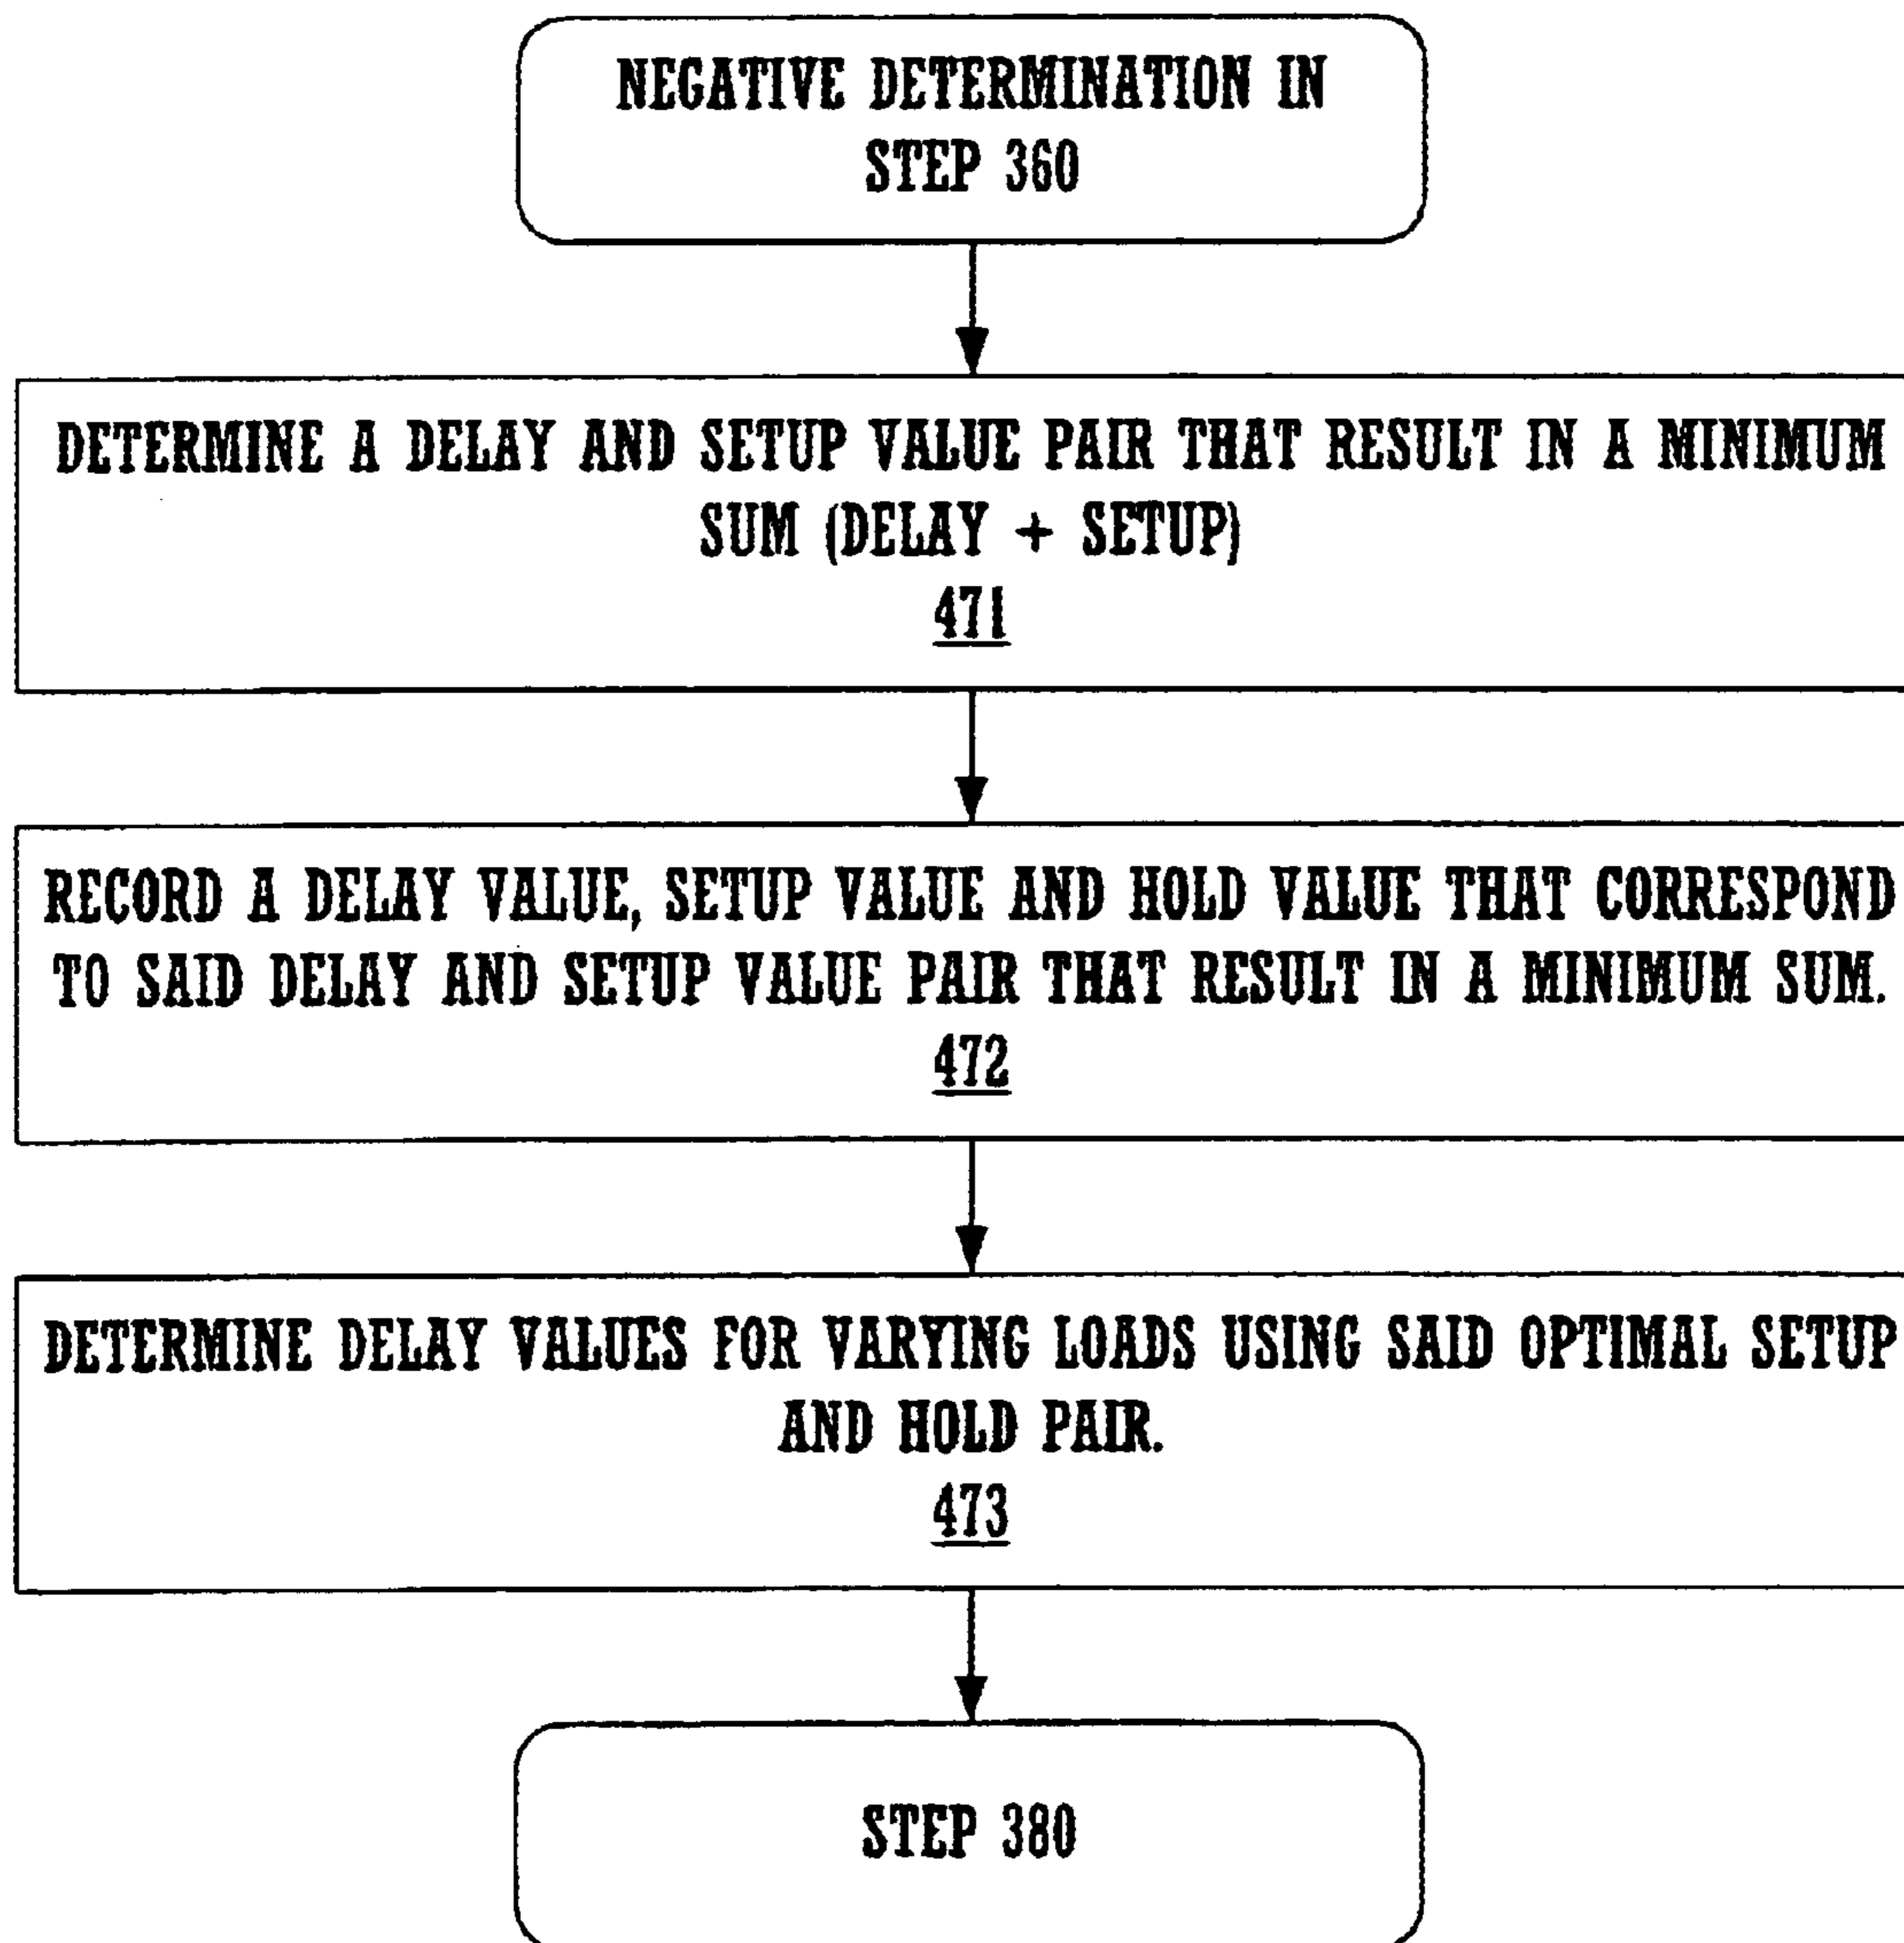 NEGATIVE DETERMINATION IN
STEP 360
DETERMINE A DELAY AND SETUP VALUE PAIR THAT RESULT IN A MINIMUM
SUM (DELAY + SETUP)
471
RECORD A DELAY VALUE, SETUP VALUE AND HOLD VALUE THAT CORRESPOND
TO SAID DELAY AND SETUP VALUE PAIR THAT RESULT IN A MINIMUM SUM.
472
DETERMINE DELAY VALUES FOR VARYING LOADS USING SAID OPTIMAL SETUP
AND HOLD PAIR.
473
STEP 380